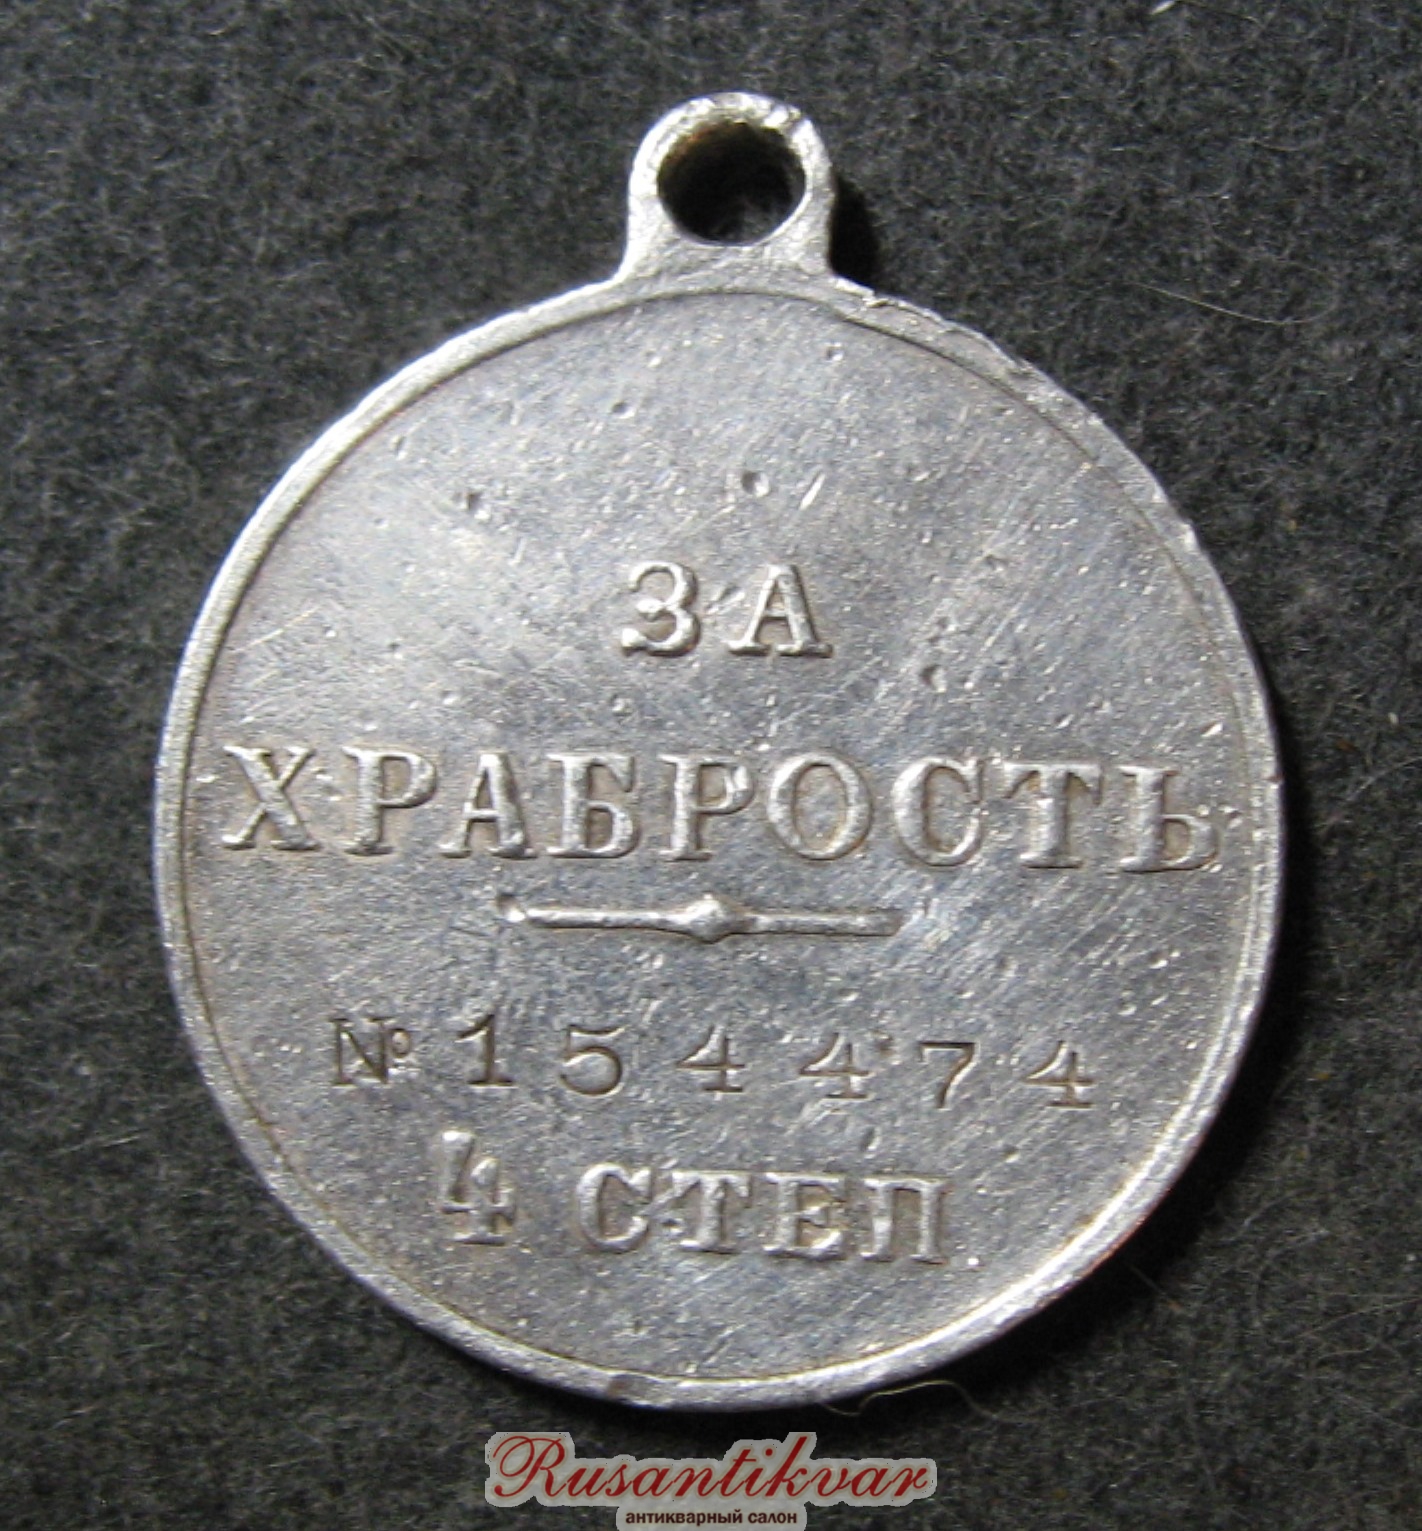 ЗА
ХРАБРОСТЬ
№ 154474
4 СТЕП
Rusantikvar
антикварный салон